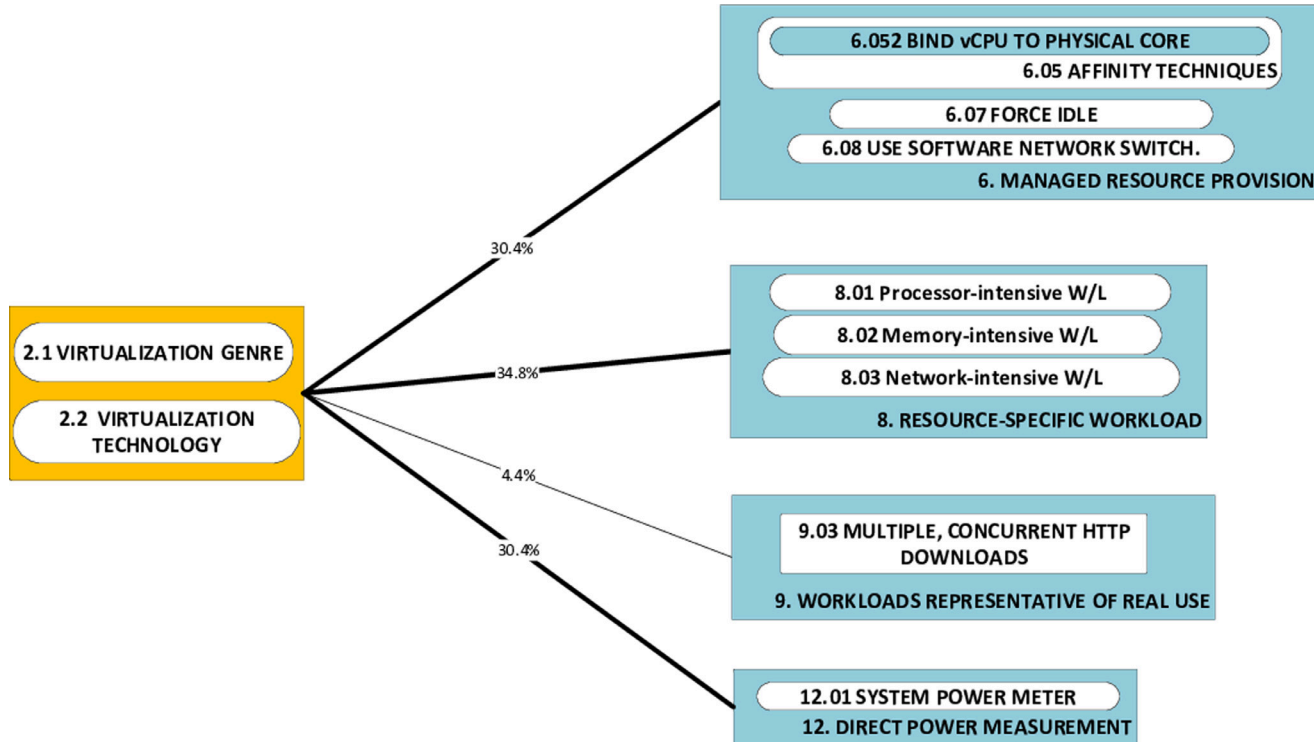 2.1 VIRTUALIZATION GENRE
2.2 VIRTUALIZATION
TECHNOLOGY
30.4%
34.8%
4.4%
30.4%
6.052 BIND vCPU TO PHYSICAL CORE
6.05 AFFINITY TECHNIQUES
6.07 FORCE IDLE
6.08 USE SOFTWARE NETWORK SWITCH.
6. MANAGED RESOURCE PROVISION
8.01 Processor-intensive W/L
8.02 Memory-intensive W/L
8.03 Network-intensive W/L
8. RESOURCE-SPECIFIC WORKLOAD
9.03 MULTIPLE, CONCURRENT HTTP
DOWNLOADS
9. WORKLOADS REPRESENTATIVE OF REAL USE
12.01 SYSTEM POWER METER
12. DIRECT POWER MEASUREMENT